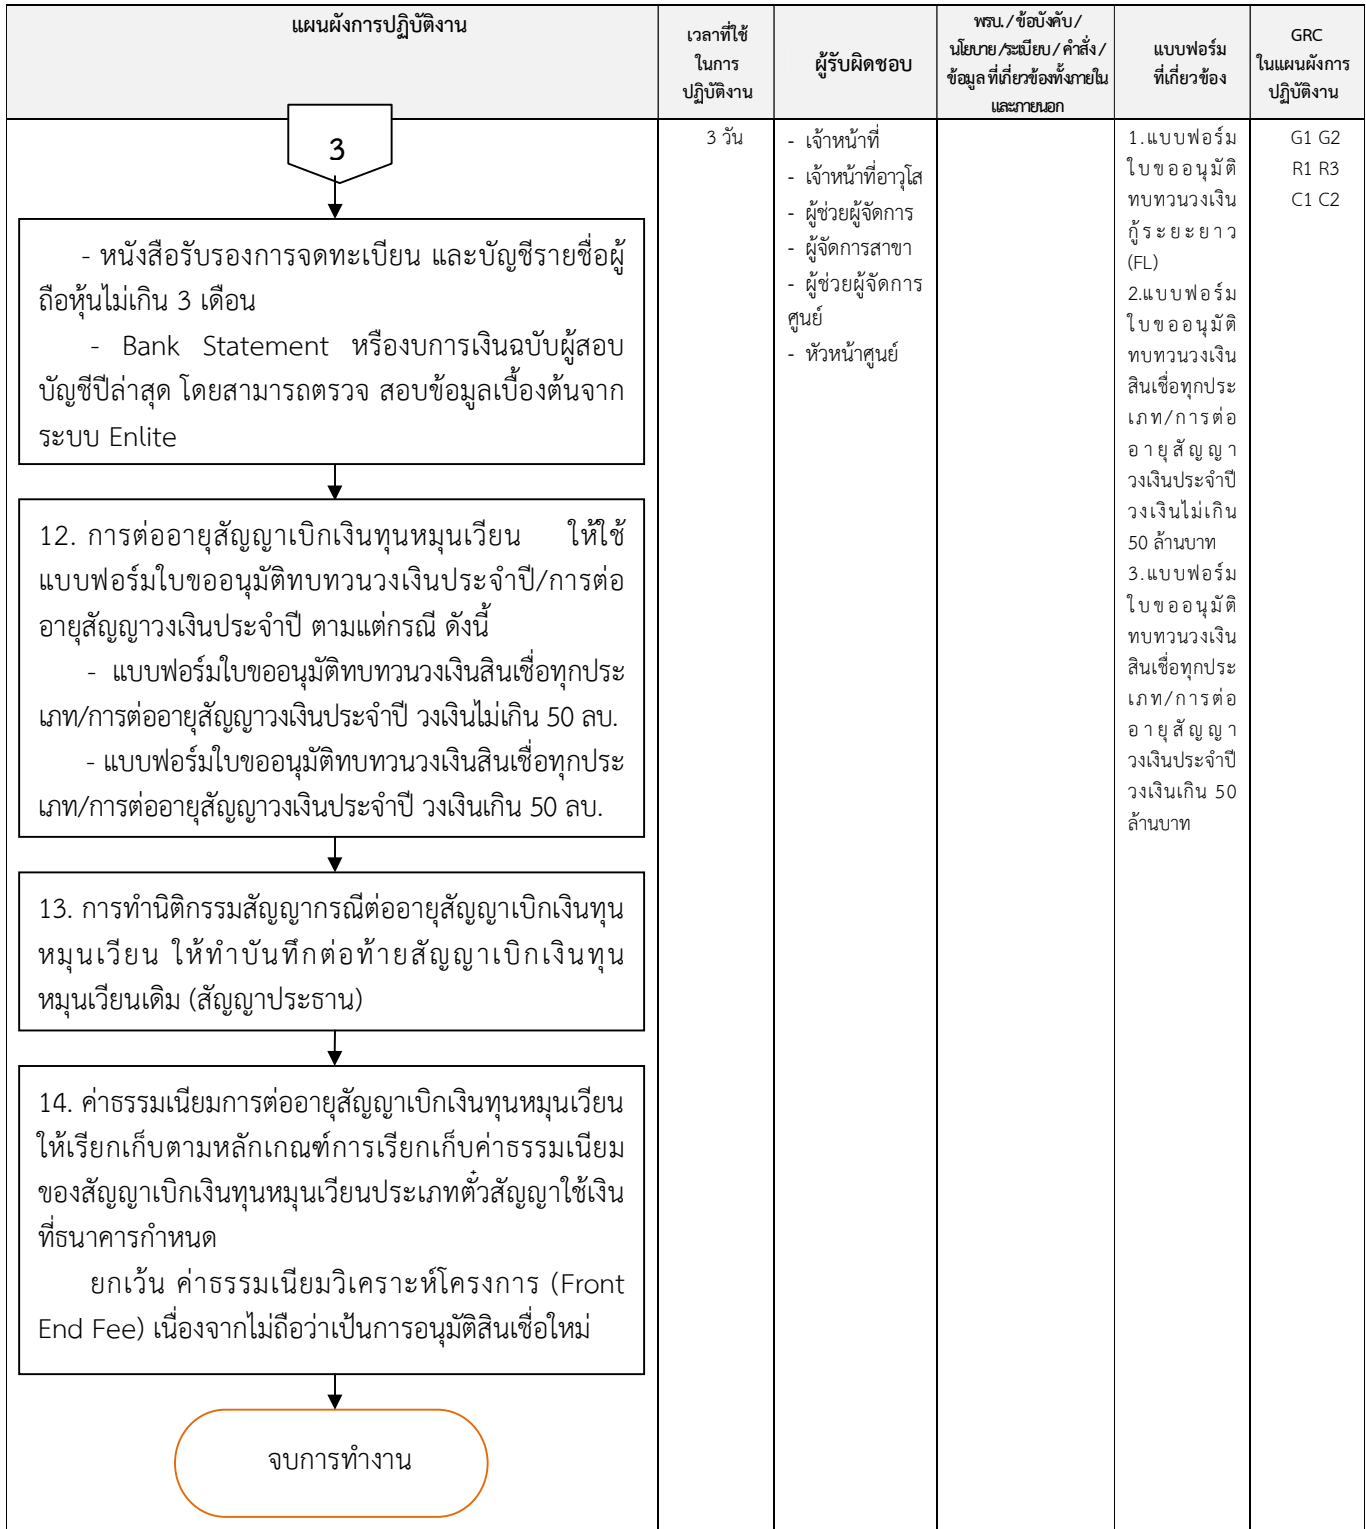 แผนผังการปฏิบัติงาน
เวลาที่ใช้
ในการ
ปฏิบัติงาน
ผู้รับผิดชอบ
พรบ./ข้อบังคับ/
นโยบาย/ระเบียบ/คำสั่ง/
ข้อมูล ที่เกี่ยวข้องทั้งภายใน
และภายนอก
แบบฟอร์ม
ที่เกี่ยวข้อง
GRC
ในแผนผังการ
ปฏิบัติงาน
3
- หนังสือรับรองการจดทะเบียน และบัญชีรายชื่อผู้
ถือหุ้นไม่เกิน 3 เดือน
- Bank Statement หรืองบการเงินฉบับผู้สอบ
บัญชีปีล่าสุด โดยสามารถตรวจ สอบข้อมูลเบื้องต้นจาก
ระบบ Enlite
12. การต่ออายุสัญญาเบิกเงินทุนหมุนเวียน ให้ใช้
แบบฟอร์มใบขออนุมัติทบทวนวงเงินประจำปี/การต่อ
อายุสัญญาวงเงินประจำปี ตามแต่กรณี ดังนี้
- แบบฟอร์มใบขออนุมัติทบทวนวงเงินสินเชื่อทุกประ
เภท/การต่ออายุสัญญาวงเงินประจำปี วงเงินไม่เกิน 50 ลบ.
- แบบฟอร์มใบขออนุมัติทบทวนวงเงินสินเชื่อทุกประ
เภท/การต่ออายุสัญญาวงเงินประจำปี วงเงินเกิน 50 ลบ.
13. การทำนิติกรรมสัญญากรณีต่ออายุสัญญาเบิกเงินทุน
หมุนเวียน ให้ทำบันทึกต่อท้ายสัญญาเบิกเงินทุน
หมุนเวียนเดิม (สัญญาประธาน)
14. ค่าธรรมเนียมการต่ออายุสัญญาเบิกเงินทุนหมุนเวียน
ให้เรียกเก็บตามหลักเกณฑ์การเรียกเก็บค่าธรรมเนียม
ของสัญญาเบิกเงินทุนหมุนเวียนประเภทตั๋วสัญญาใช้เงิน
ที่ธนาคารกำหนด
ยกเว้น ค่าธรรมเนียมวิเคราะห์โครงการ (Front
End Fee) เนื่องจากไม่ถือว่าเป็นการอนุมัติสินเชื่อใหม่
จบการทำงาน
3 วัน
- เจ้าหน้าที่
- เจ้าหน้าที่อาวุโส
- ผู้ช่วยผู้จัดการ
- ผู้จัดการสาขา
- ผู้ช่วยผู้จัดการ
ศูนย์
- หัวหน้าศูนย์
1.แบบฟอร์ม
ใบขออนุมัติ
ทบทวนวงเงิน
กู้ระยะยาว
(FL)
2.แบบฟอร์ม
ใบขออนุมัติ
ทบทวนวงเงิน
สินเชื่อทุกประ
เภท/การต่อ
อายุสัญญา
วงเงินประจำปี
วงเงินไม่เกิน
50 ล้านบาท
3.แบบฟอร์ม
ใบขออนุมัติ
ทบทวนวงเงิน
สินเชื่อทุกประ
เภท/การต่อ
อายุสัญญา
วงเงินประจำปี
วงเงินเกิน 50
ล้านบาท
G1 G2
R1 R3
C1 C2